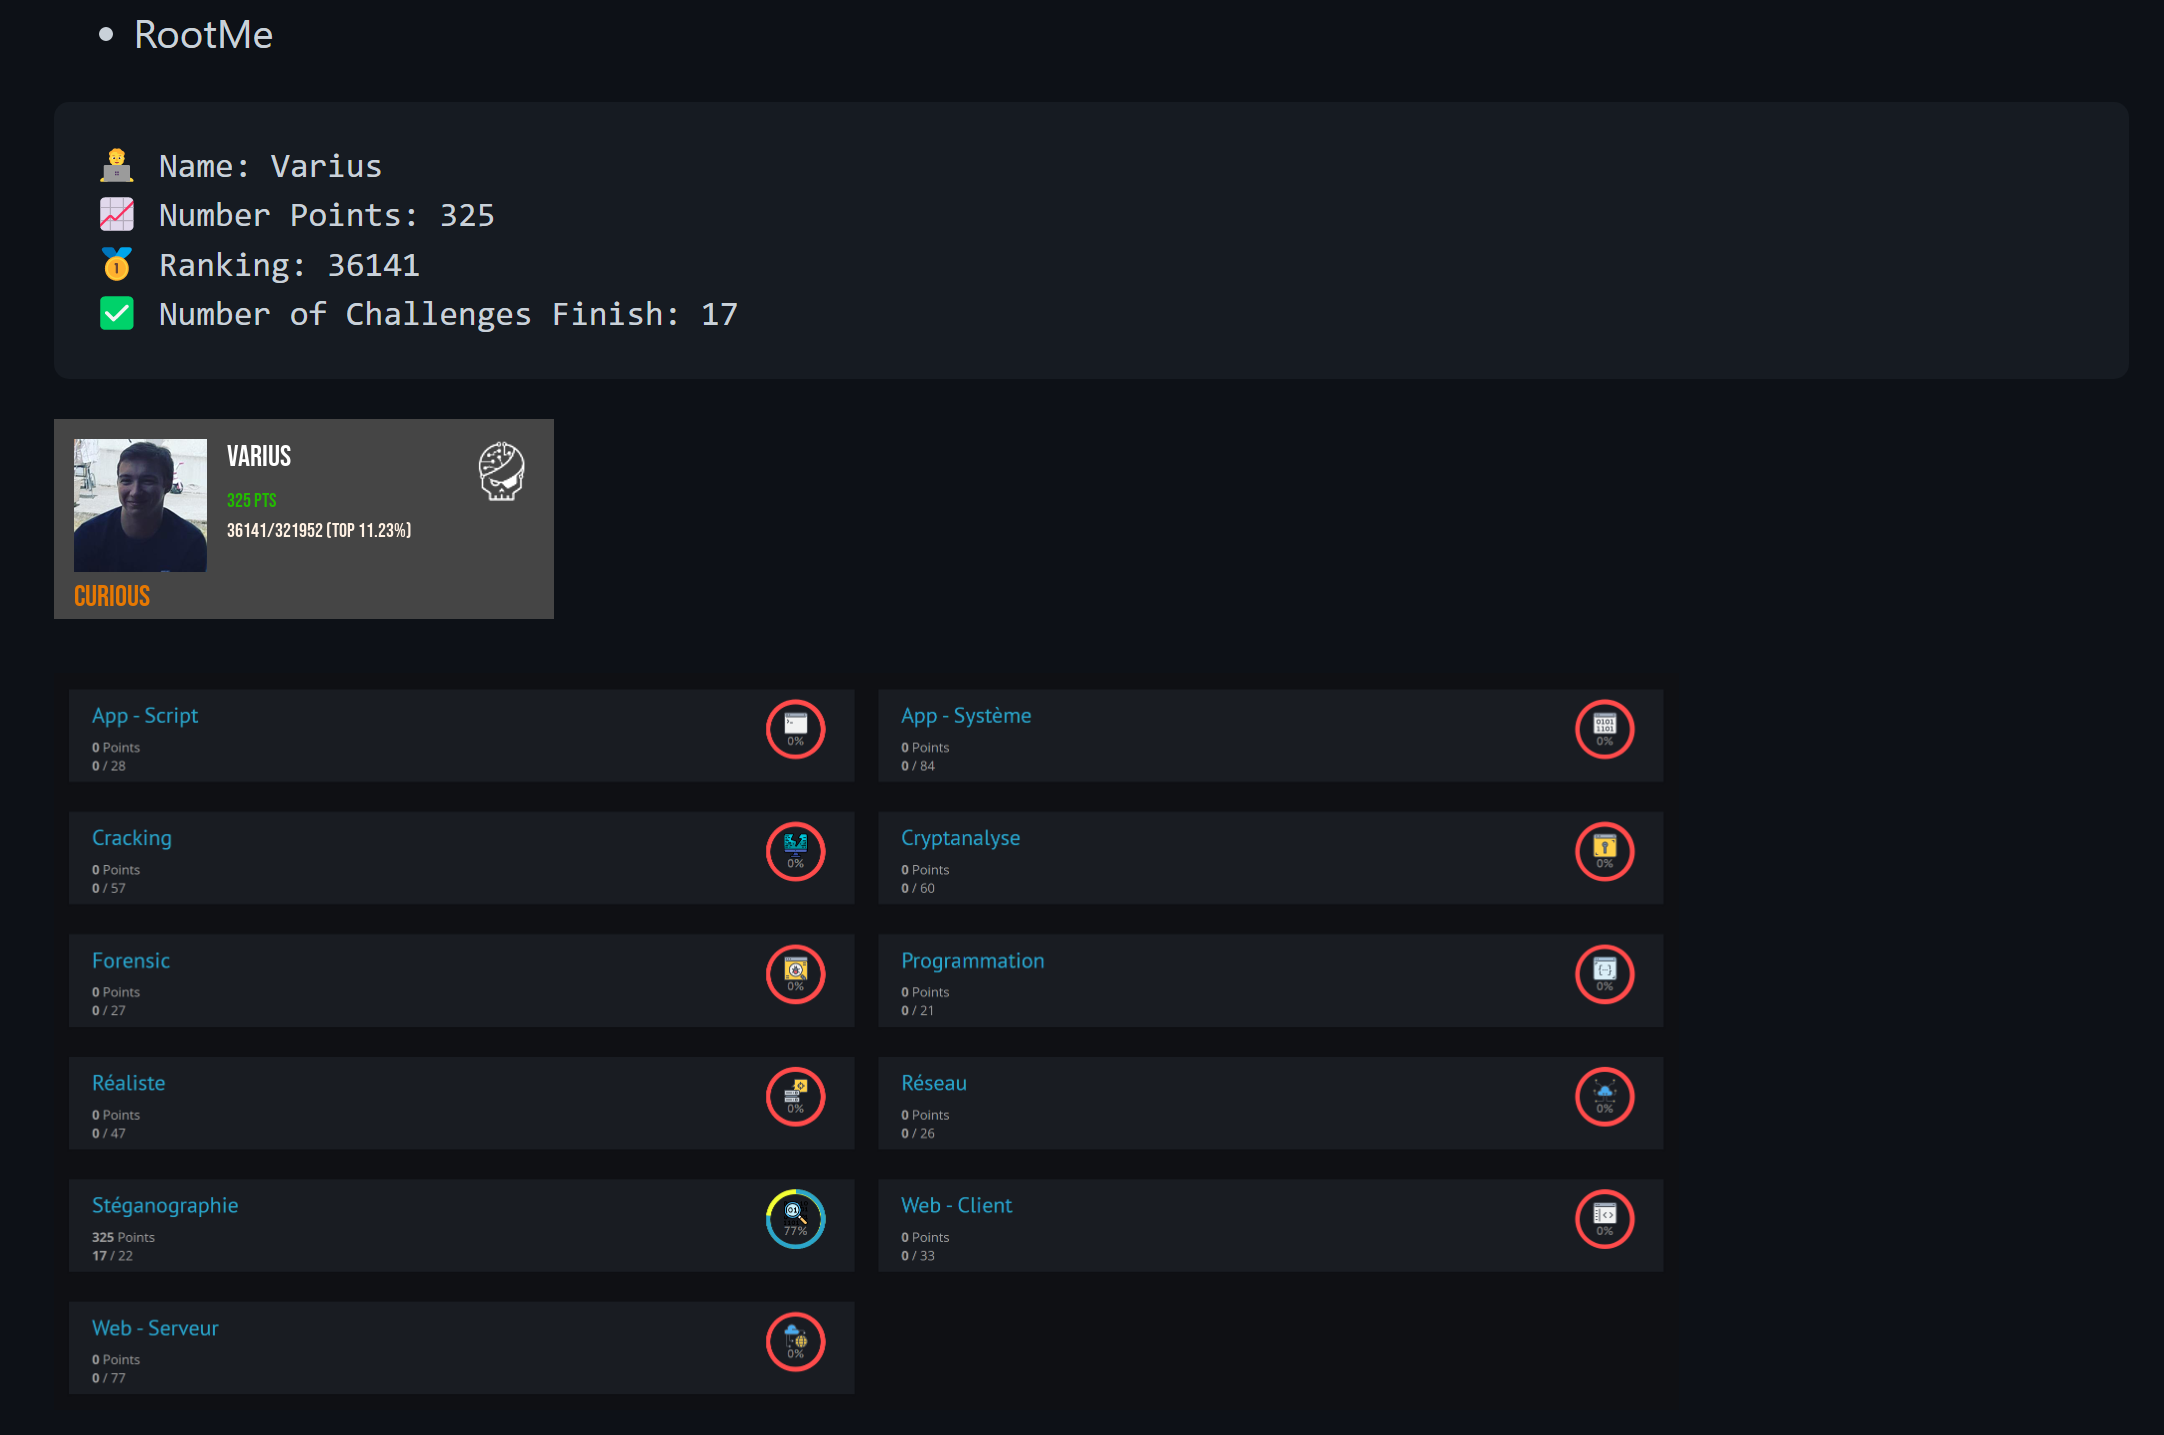 RootMe
Name: Varius
Number Points: 325
Ranking: 36141
Number of Challenges Finish: 17
VARIUS
325 PTS
36141/321952 (TOP 11.23%)
CURIOUS
App - Script
0 Points
0 / 28
0%
App - Système
0 Points
0 / 84
0%
Cracking
0 Points
0 / 57
0%
Cryptanalyse
0 Points
0 / 60
0%
Forensic
0 Points
0 / 27
0%
Programmation
0 Points
0 / 21
0%
Réaliste
0 Points
0 / 47
0%
Réseau
0 Points
0 / 26
0%
Stéganographie
325 Points
17 / 22
77%
Web - Client
0 Points
0 / 33
0%
Web - Serveur
0 Points
0 / 77
0%